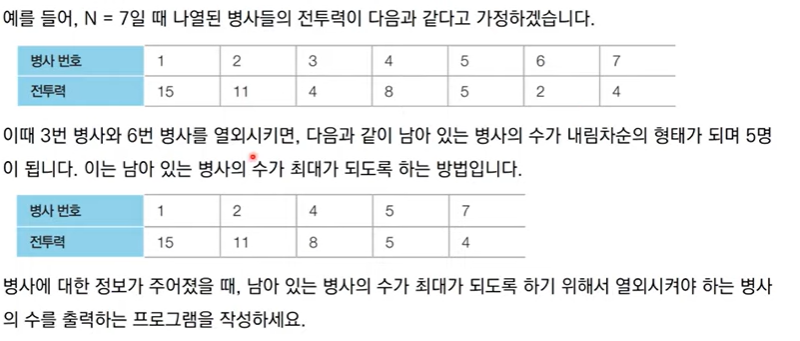 예를 들어, N = 7일 때 나열된 병사들의 전투력이 다음과 같다고 가정하겠습니다.
병사 번호 1 2 3 4 5 6 7
전투력 15 11 4 8 5 2 4
이때 3번 병사와 6번 병사를 열외시키면, 다음과 같이 남아 있는 병사의 수가 내림차순의 형태가 되며 5명
이 됩니다. 이는 남아 있는 병사의 수가 최대가 되도록 하는 방법입니다.
병사 번호 1 2 4 5 7
전투력 15 11 8 5 4
병사에 대한 정보가 주어졌을 때, 남아 있는 병사의 수가 최대가 되도록 하기 위해서 열외시켜야 하는 병사
의 수를 출력하는 프로그램을 작성하세요.